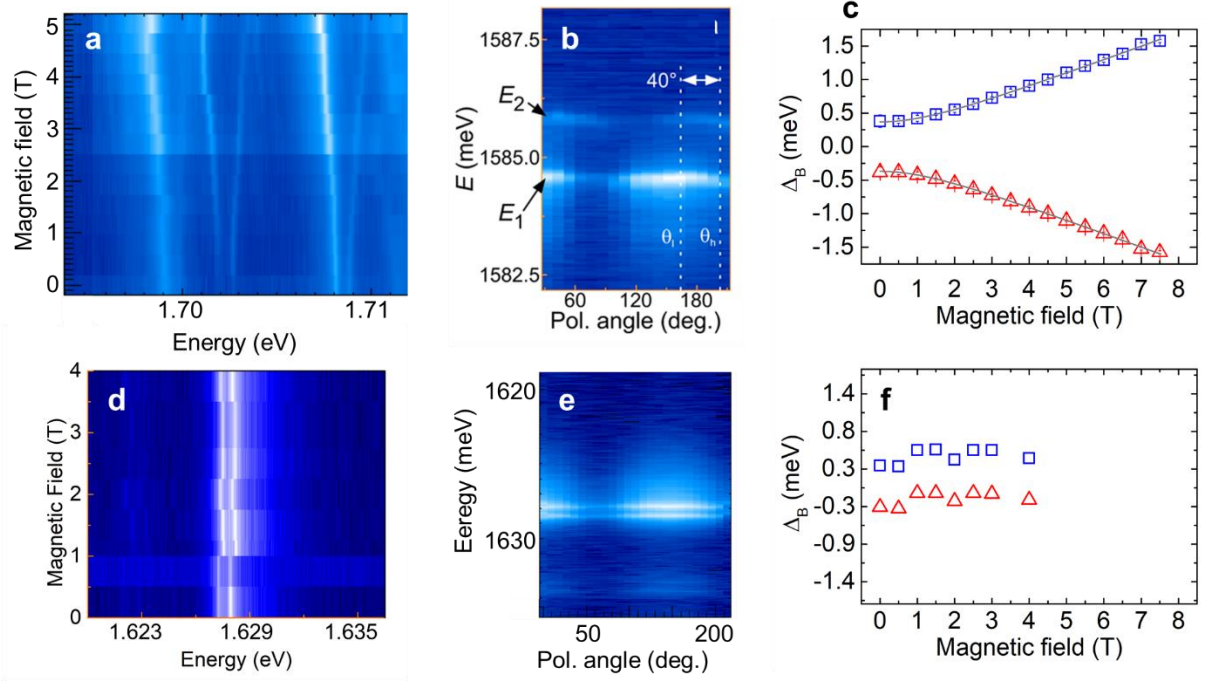 a
5
4
3
2
1
0
Magnetic field (T)
1.70
1.71
Energy (eV)
b
1587.5
1585.0
1582.5
E (meV)
E₂
E₁
40°
θₗ
θₕ
60
120
180
Pol. angle (deg.)
c
1.5
1.0
0.5
0.0
-0.5
-1.0
-1.5
Δ_B (meV)
0 1 2 3 4 5 6 7 8
Magnetic field (T)
d
4
3
2
1
0
Magnetic Field (T)
1.623
1.629
1.635
Energy (eV)
e
1620
1630
Eeregy (meV)
50
200
Pol. angle (deg.)
f
1.4
0.8
0.3
-0.3
-0.9
-1.4
Δ_B (meV)
0 1 2 3 4 5 6 7 8
Magnetic field (T)